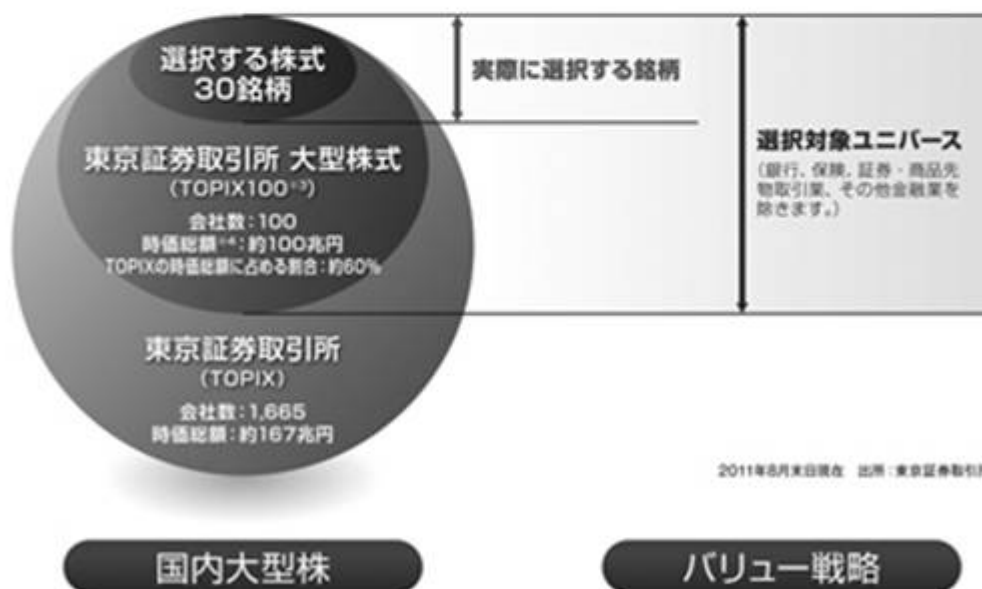 選択する株式
30銘柄
実際に選択する銘柄
東京証券取引所 大型株式
(TOPIX100※3)
会社数:100
時価総額※4:約100兆円
TOPIXの時価総額に占める割合:約60%
選択対象ユニバース
(銀行、保険、証券・商品先
物取引業、その他金融業を
除きます。)
東京証券取引所
(TOPIX)
会社数:1,665
時価総額:約167兆円
2011年8月末日現在 出所:東京証券取引所
国内大型株
バリュー戦略